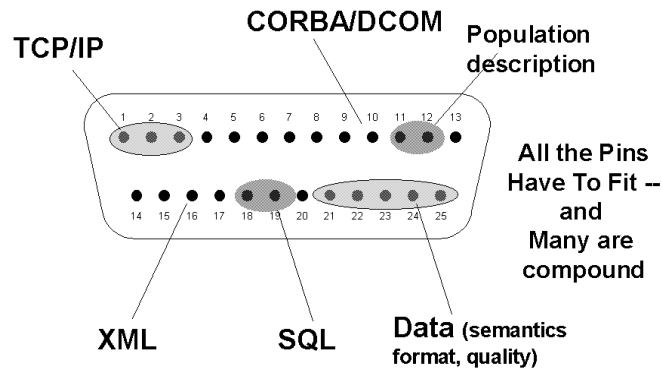 CORBA/DCOM
TCP/IP
Population
description
1 2 3 4 5 6 7 8 9 10 11 12 13
14 15 16 17 18 19 20 21 22 23 24 25
All the Pins
Have To Fit --
and
Many are
compound
XML
SQL
Data (semantics
format, quality)